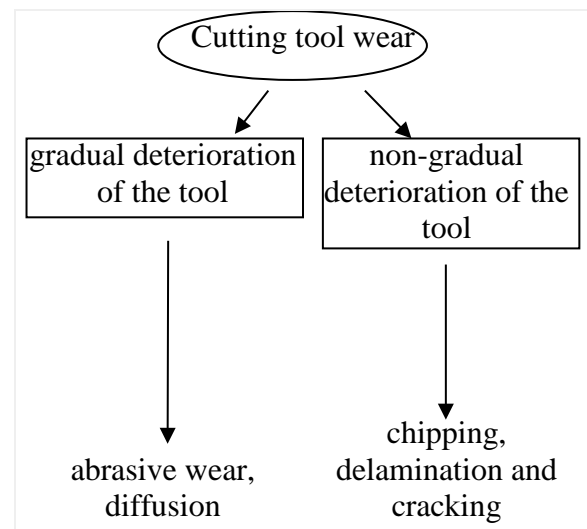 Cutting tool wear
gradual deterioration
of the tool
non-gradual
deterioration of the
tool
abrasive wear,
diffusion
chipping,
delamination and
cracking